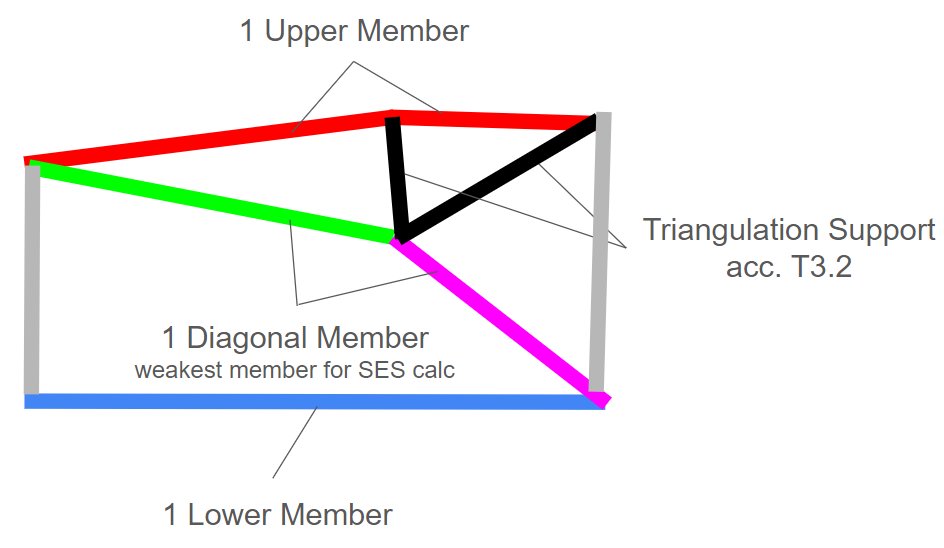 1 Upper Member
Triangulation Support
acc. T3.2
1 Diagonal Member
weakest member for SES calc
1 Lower Member